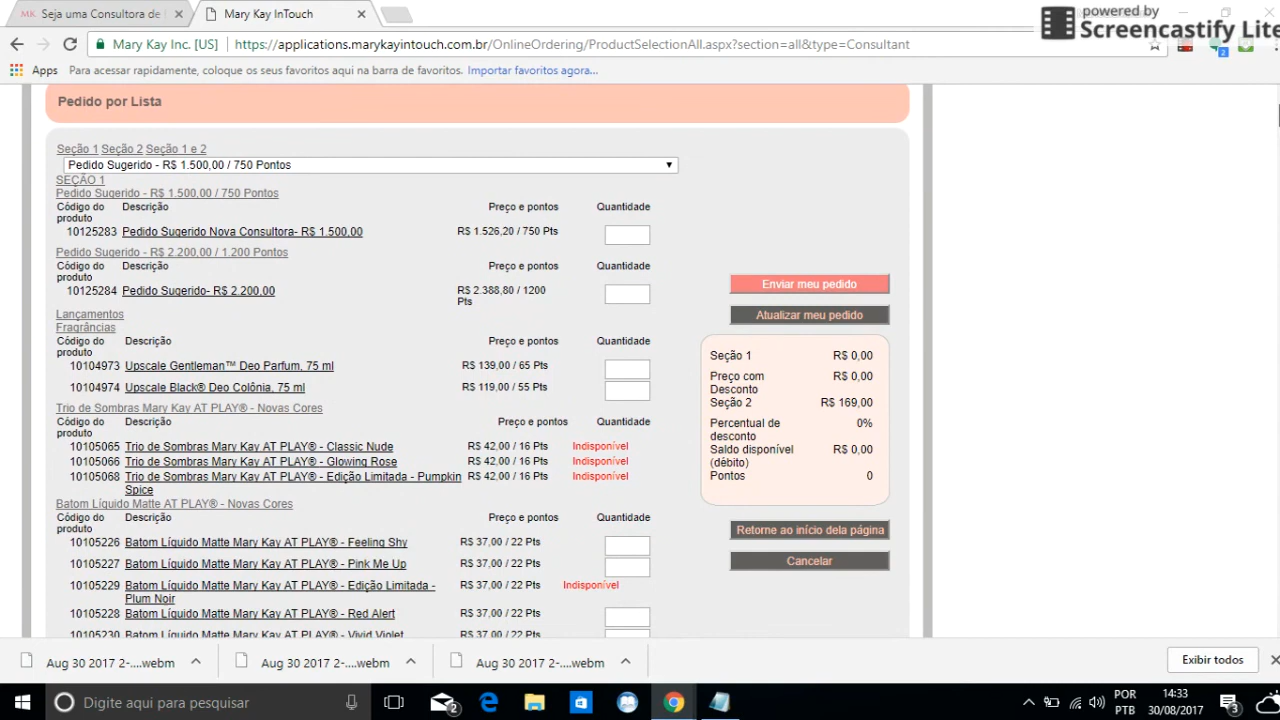 Seja uma Consultora de
Mary Kay InTouch
powered by
Screencastify Lite
Mary Kay Inc. [US]
https://applications.marykayintouch.com.br/OnlineOrdering/ProductSelectionAll.aspx?section=all&type=Consultant
2
Apps
Para acessar rapidamente, coloque os seus favoritos aqui na barra de favoritos. Importar favoritos agora...
Pedido por Lista
Seção 1 Seção 2 Seção 1 e 2
Pedido Sugerido - R$ 1.500,00 / 750 Pontos
SEÇÃO 1
Pedido Sugerido - R$ 1.500,00 / 750 Pontos
Código do produto Descrição Preço e pontos Quantidade
10125283 Pedido Sugerido Nova Consultora- R$ 1.500,00 R$ 1.526,20 / 750 Pts
Pedido Sugerido - R$ 2.200,00 / 1.200 Pontos
Código do produto Descrição Preço e pontos Quantidade
10125284 Pedido Sugerido- R$ 2.200,00 R$ 2.388,80 / 1200 Pts
Lançamentos
Fragrâncias
Código do produto Descrição Preço e pontos Quantidade
10104973 Upscale Gentleman™ Deo Parfum, 75 ml R$ 139,00 / 65 Pts
10104974 Upscale Black® Deo Colônia, 75 ml R$ 119,00 / 55 Pts
Trio de Sombras Mary Kay AT PLAY® - Novas Cores
Código do produto Descrição Preço e pontos Quantidade
10105065 Trio de Sombras Mary Kay AT PLAY® - Classic Nude R$ 42,00 / 16 Pts Indisponível
10105066 Trio de Sombras Mary Kay AT PLAY® - Glowing Rose R$ 42,00 / 16 Pts Indisponível
10105068 Trio de Sombras Mary Kay AT PLAY® - Edição Limitada - Pumpkin R$ 42,00 / 16 Pts Indisponível
Spice
Batom Líquido Matte AT PLAY® - Novas Cores
Código do produto Descrição Preço e pontos Quantidade
10105226 Batom Líquido Matte Mary Kay AT PLAY® - Feeling Shy R$ 37,00 / 22 Pts
10105227 Batom Líquido Matte Mary Kay AT PLAY® - Pink Me Up R$ 37,00 / 22 Pts
10105229 Batom Líquido Matte Mary Kay AT PLAY® - Edição Limitada - R$ 37,00 / 22 Pts Indisponível
Plum Noir
10105228 Batom Líquido Matte Mary Kay AT PLAY® - Red Alert R$ 37,00 / 22 Pts
10105230 Batom Líquido Matte Mary Kay AT PLAY® - Vivid Violet R$ 37,00 / 22 Pts
Enviar meu pedido
Atualizar meu pedido
Seção 1 R$ 0,00
Preço com Desconto R$ 0,00
Seção 2 R$ 169,00
Percentual de desconto 0%
Saldo disponível (débito) R$ 0,00
Pontos 0
Retorne ao início dela página
Cancelar
Aug 30 2017 2-....webm
Aug 30 2017 2-....webm
Aug 30 2017 2-....webm
Exibir todos
Digite aqui para pesquisar
2
POR
PTB
14:33
30/08/2017
3